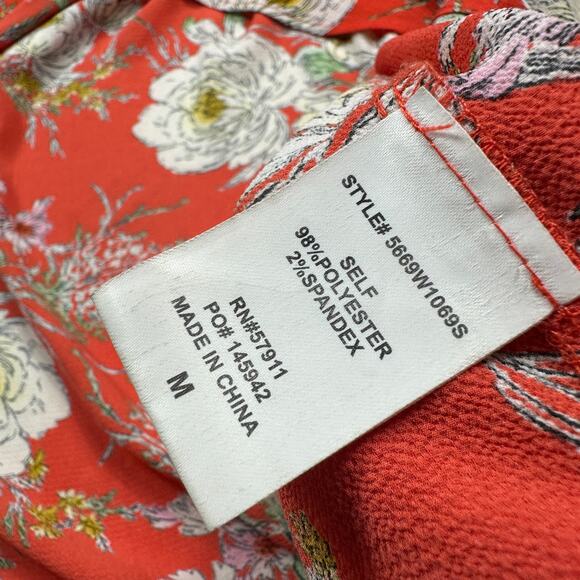 STYLE# 5669W1069S
SELF
98%POLYESTER
2%SPANDEX
RN#57911
PO# 145942
MADE IN CHINA
M